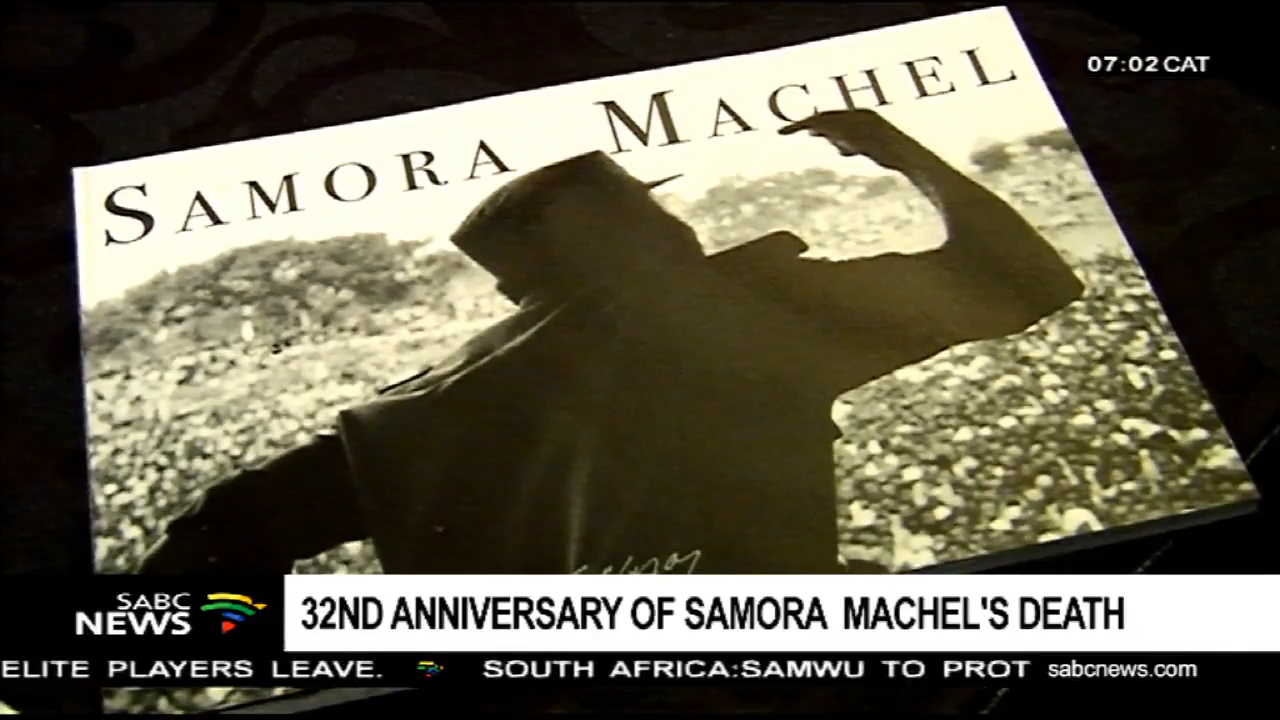 07:02 CAT
SAMORA MACHEL
SABC
NEWS
32ND ANNIVERSARY OF SAMORA MACHEL'S DEATH
ELITE PLAYERS LEAVE. SOUTH AFRICA:SAMWU TO PROT
sabcnews.com